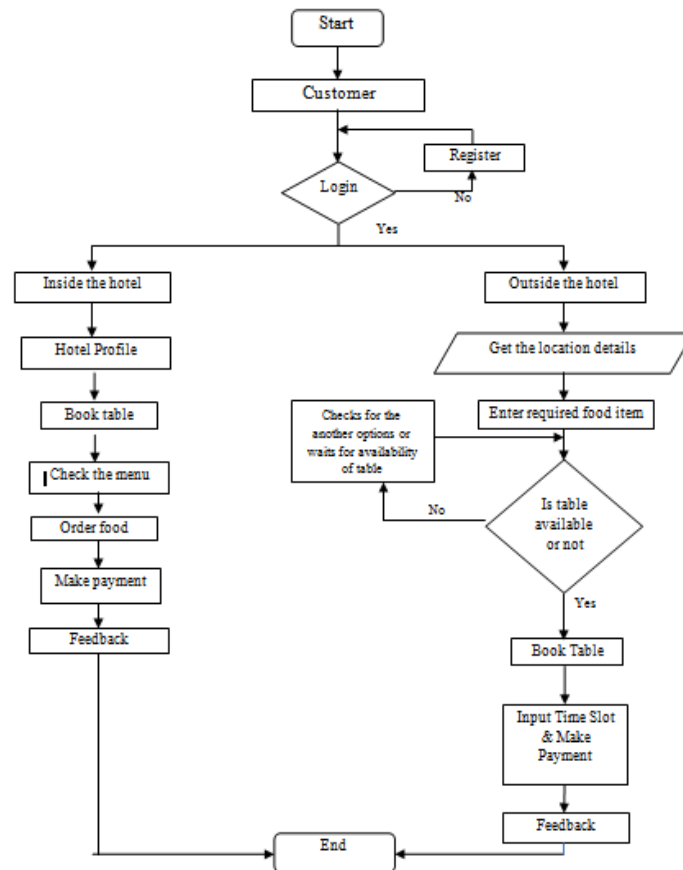 Start
Customer
Register
Login
No
Yes
Inside the hotel
Hotel Profile
Book table
Check the menu
Order food
Make payment
Feedback
Outside the hotel
Get the location details
Enter required food item
Checks for the
another options or
waits for availability
of table
No
Is table
available
or not
Yes
Book Table
Input Time Slot
& Make
Payment
Feedback
End